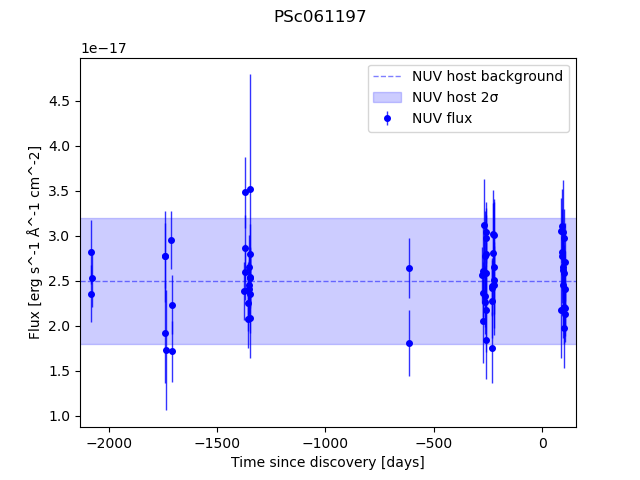 PSc061197
1e−17
NUV host background
NUV host 2σ
NUV flux
4.5
4.0
3.5
3.0
2.5
2.0
1.5
1.0
Flux [erg s^-1 Å^-1 cm^-2]
−2000
−1500
−1000
−500
0
Time since discovery [days]